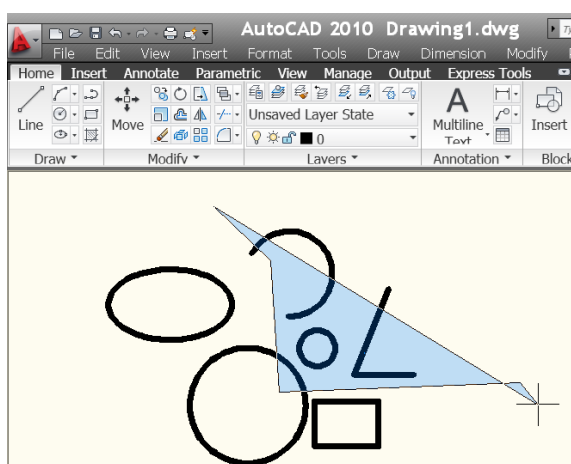 AutoCAD 2010 Drawing1.dwg
File Edit View Insert Format Tools Draw Dimension Modify
Home Insert Annotate Parametric View Manage Output Express Tools
Line
Move
Unsaved Layer State
0
Multiline
Text
Insert
Draw
Modify
Layers
Annotation
Block